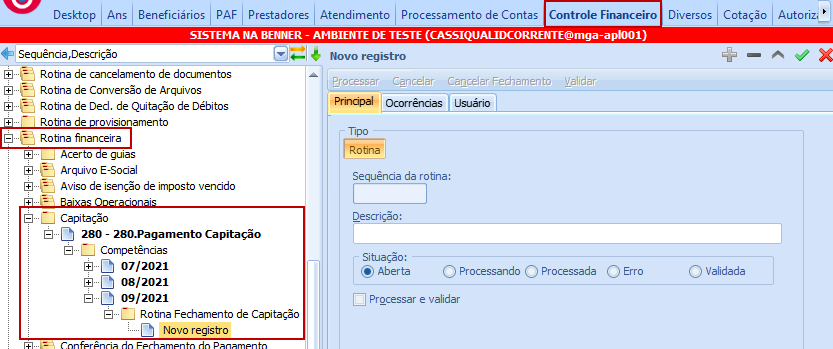 Desktop Ans Beneficiários PAF Prestadores Atendimento Processamento de Contas Controle Financeiro Diversos Cotação Autoriza
SISTEMA NA BENNER - AMBIENTE DE TESTE (CASSIQUALIDCORRENTE@mga-apl001)
Sequência,Descrição
Rotina de cancelamento de documentos
Rotina de Conversão de Arquivos
Rotina de Decl. de Quitação de Débitos
Rotina de provisionamento
Rotina financeira
Acerto de guias
Arquivo E-Social
Aviso de isenção de imposto vencido
Baixas Operacionais
Capitação
280 - 280.Pagamento Capitação
Competências
07/2021
08/2021
09/2021
Rotina Fechamento de Capitação
Novo registro
Conferência do Fechamento do Pagamento
Novo registro
Processar Cancelar Cancelar Fechamento Validar
Principal Ocorrências Usuário
Tipo
Rotina
Sequência da rotina:
Descrição:
Situação:
Aberta Processando Processada Erro Validada
Processar e validar